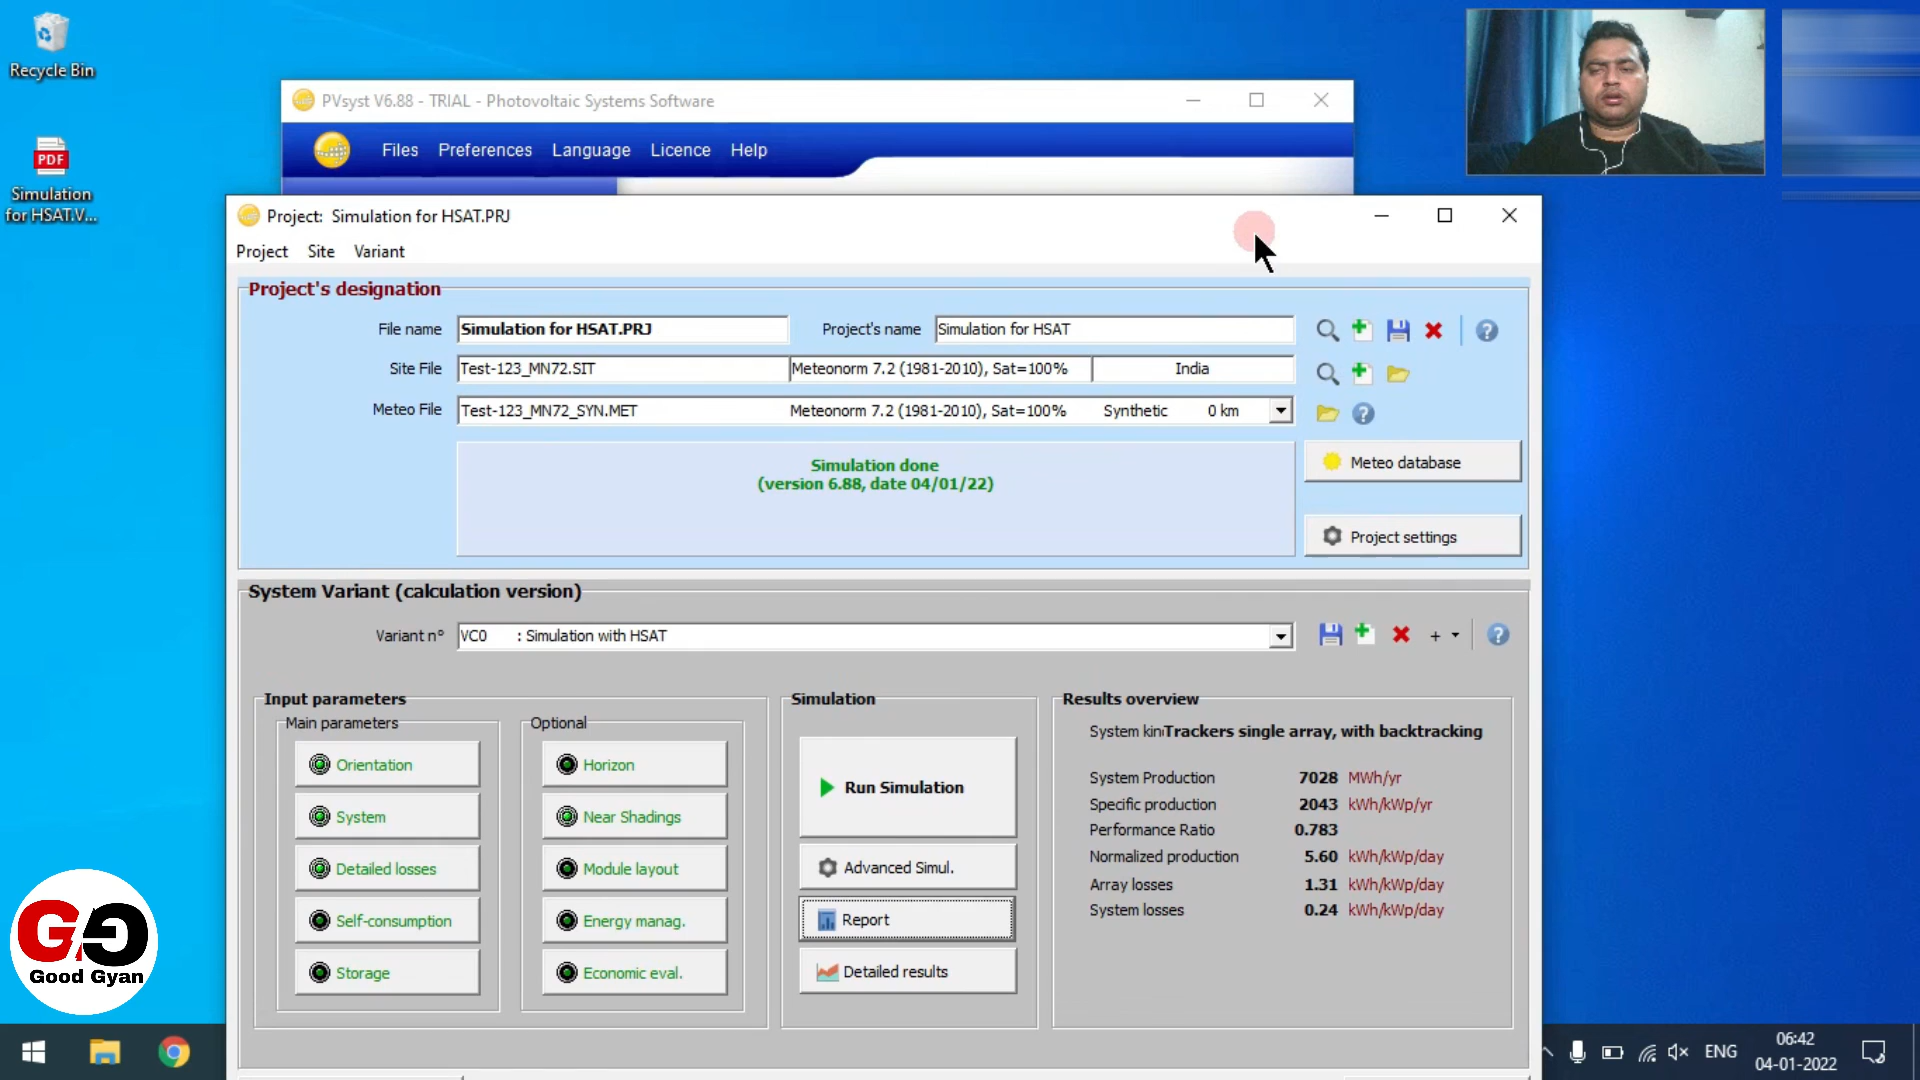 Recycle Bin
PDF
Simulation
for HSAT.V...
PVsyst V6.88 - TRIAL - Photovoltaic Systems Software
Files Preferences Language Licence Help
Project: Simulation for HSAT.PRJ
Project Site Variant
Project's designation
File name Simulation for HSAT.PRJ Project's name Simulation for HSAT
Site File Test-123_MN72.SIT Meteonorm 7.2 (1981-2010), Sat=100% India
Meteo File Test-123_MN72_SYN.MET Meteonorm 7.2 (1981-2010), Sat=100% Synthetic 0 km
Simulation done
(version 6.88, date 04/01/22)
Meteo database
Project settings
System Variant (calculation version)
Variant n° VC0 : Simulation with HSAT
Input parameters
Main parameters
Orientation
System
Detailed losses
Self-consumption
Storage
Optional
Horizon
Near Shadings
Module layout
Energy manag.
Economic eval.
Simulation
Run Simulation
Advanced Simul.
Report
Detailed results
Results overview
System kin Trackers single array, with backtracking
System Production 7028 MWh/yr
Specific production 2043 kWh/kWp/yr
Performance Ratio 0.783
Normalized production 5.60 kWh/kWp/day
Array losses 1.31 kWh/kWp/day
System losses 0.24 kWh/kWp/day
GG
Good Gyan
ENG
06:42
04-01-2022